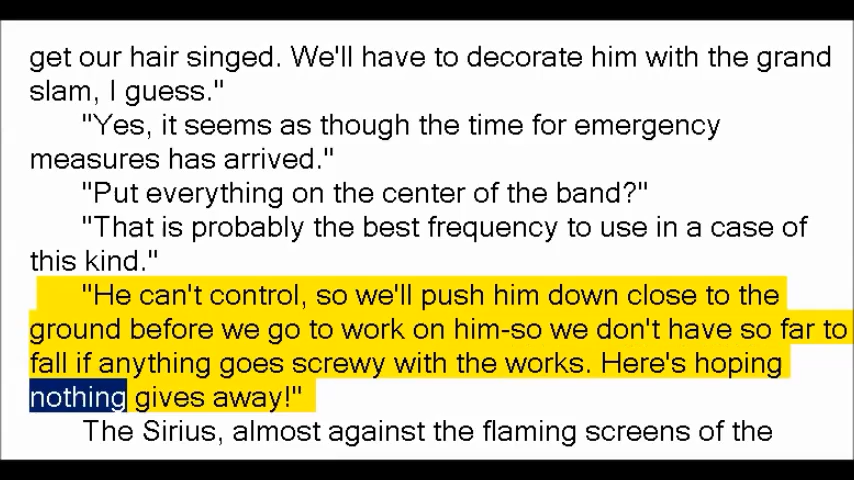 get our hair singed. We'll have to decorate him with the grand
slam, I guess."
"Yes, it seems as though the time for emergency
measures has arrived."
"Put everything on the center of the band?"
"That is probably the best frequency to use in a case of
this kind."
"He can't control, so we'll push him down close to the
ground before we go to work on him-so we don't have so far to
fall if anything goes screwy with the works. Here's hoping
nothing gives away!"
The Sirius, almost against the flaming screens of the